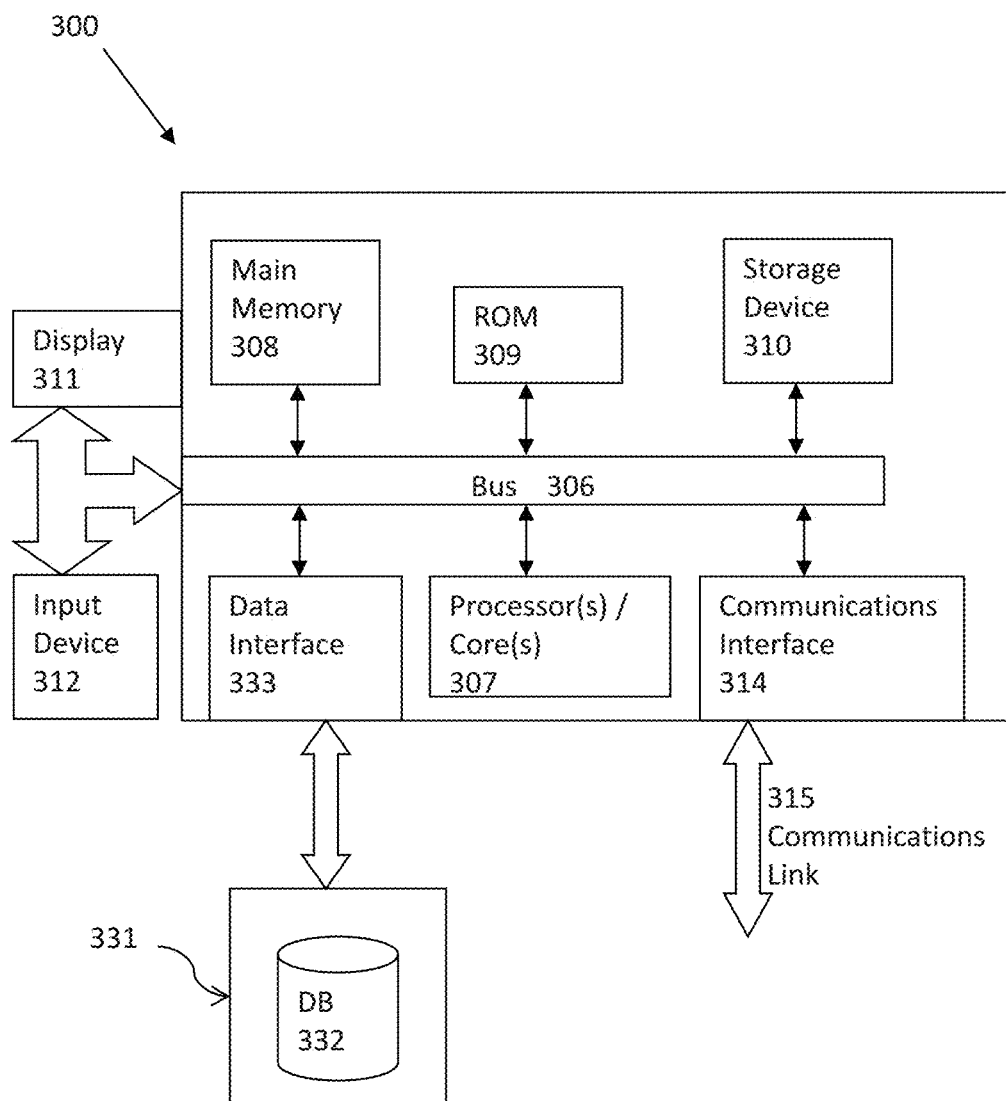 300
Main
Memory
308
ROM
309
Storage
Device
310
Display
311
Bus 306
Input
Device
312
Data
Interface
333
Processor(s) /
Core(s)
307
Communications
Interface
314
315
Communications
Link
331
DB
332